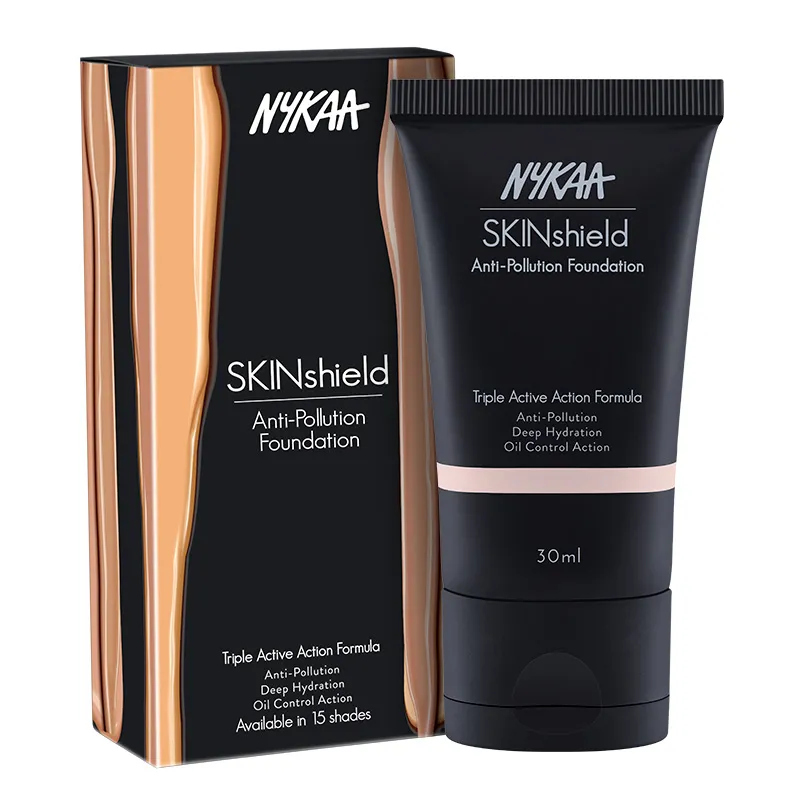 NYKAA
SKINshield
Anti-Pollution
Foundation
Triple Active Action Formula
Anti-Pollution
Deep Hydration
Oil Control Action
Available in 15 shades
NYKAA
SKINshield
Anti-Pollution Foundation
Triple Active Action Formula
Anti-Pollution
Deep Hydration
Oil Control Action
30ml